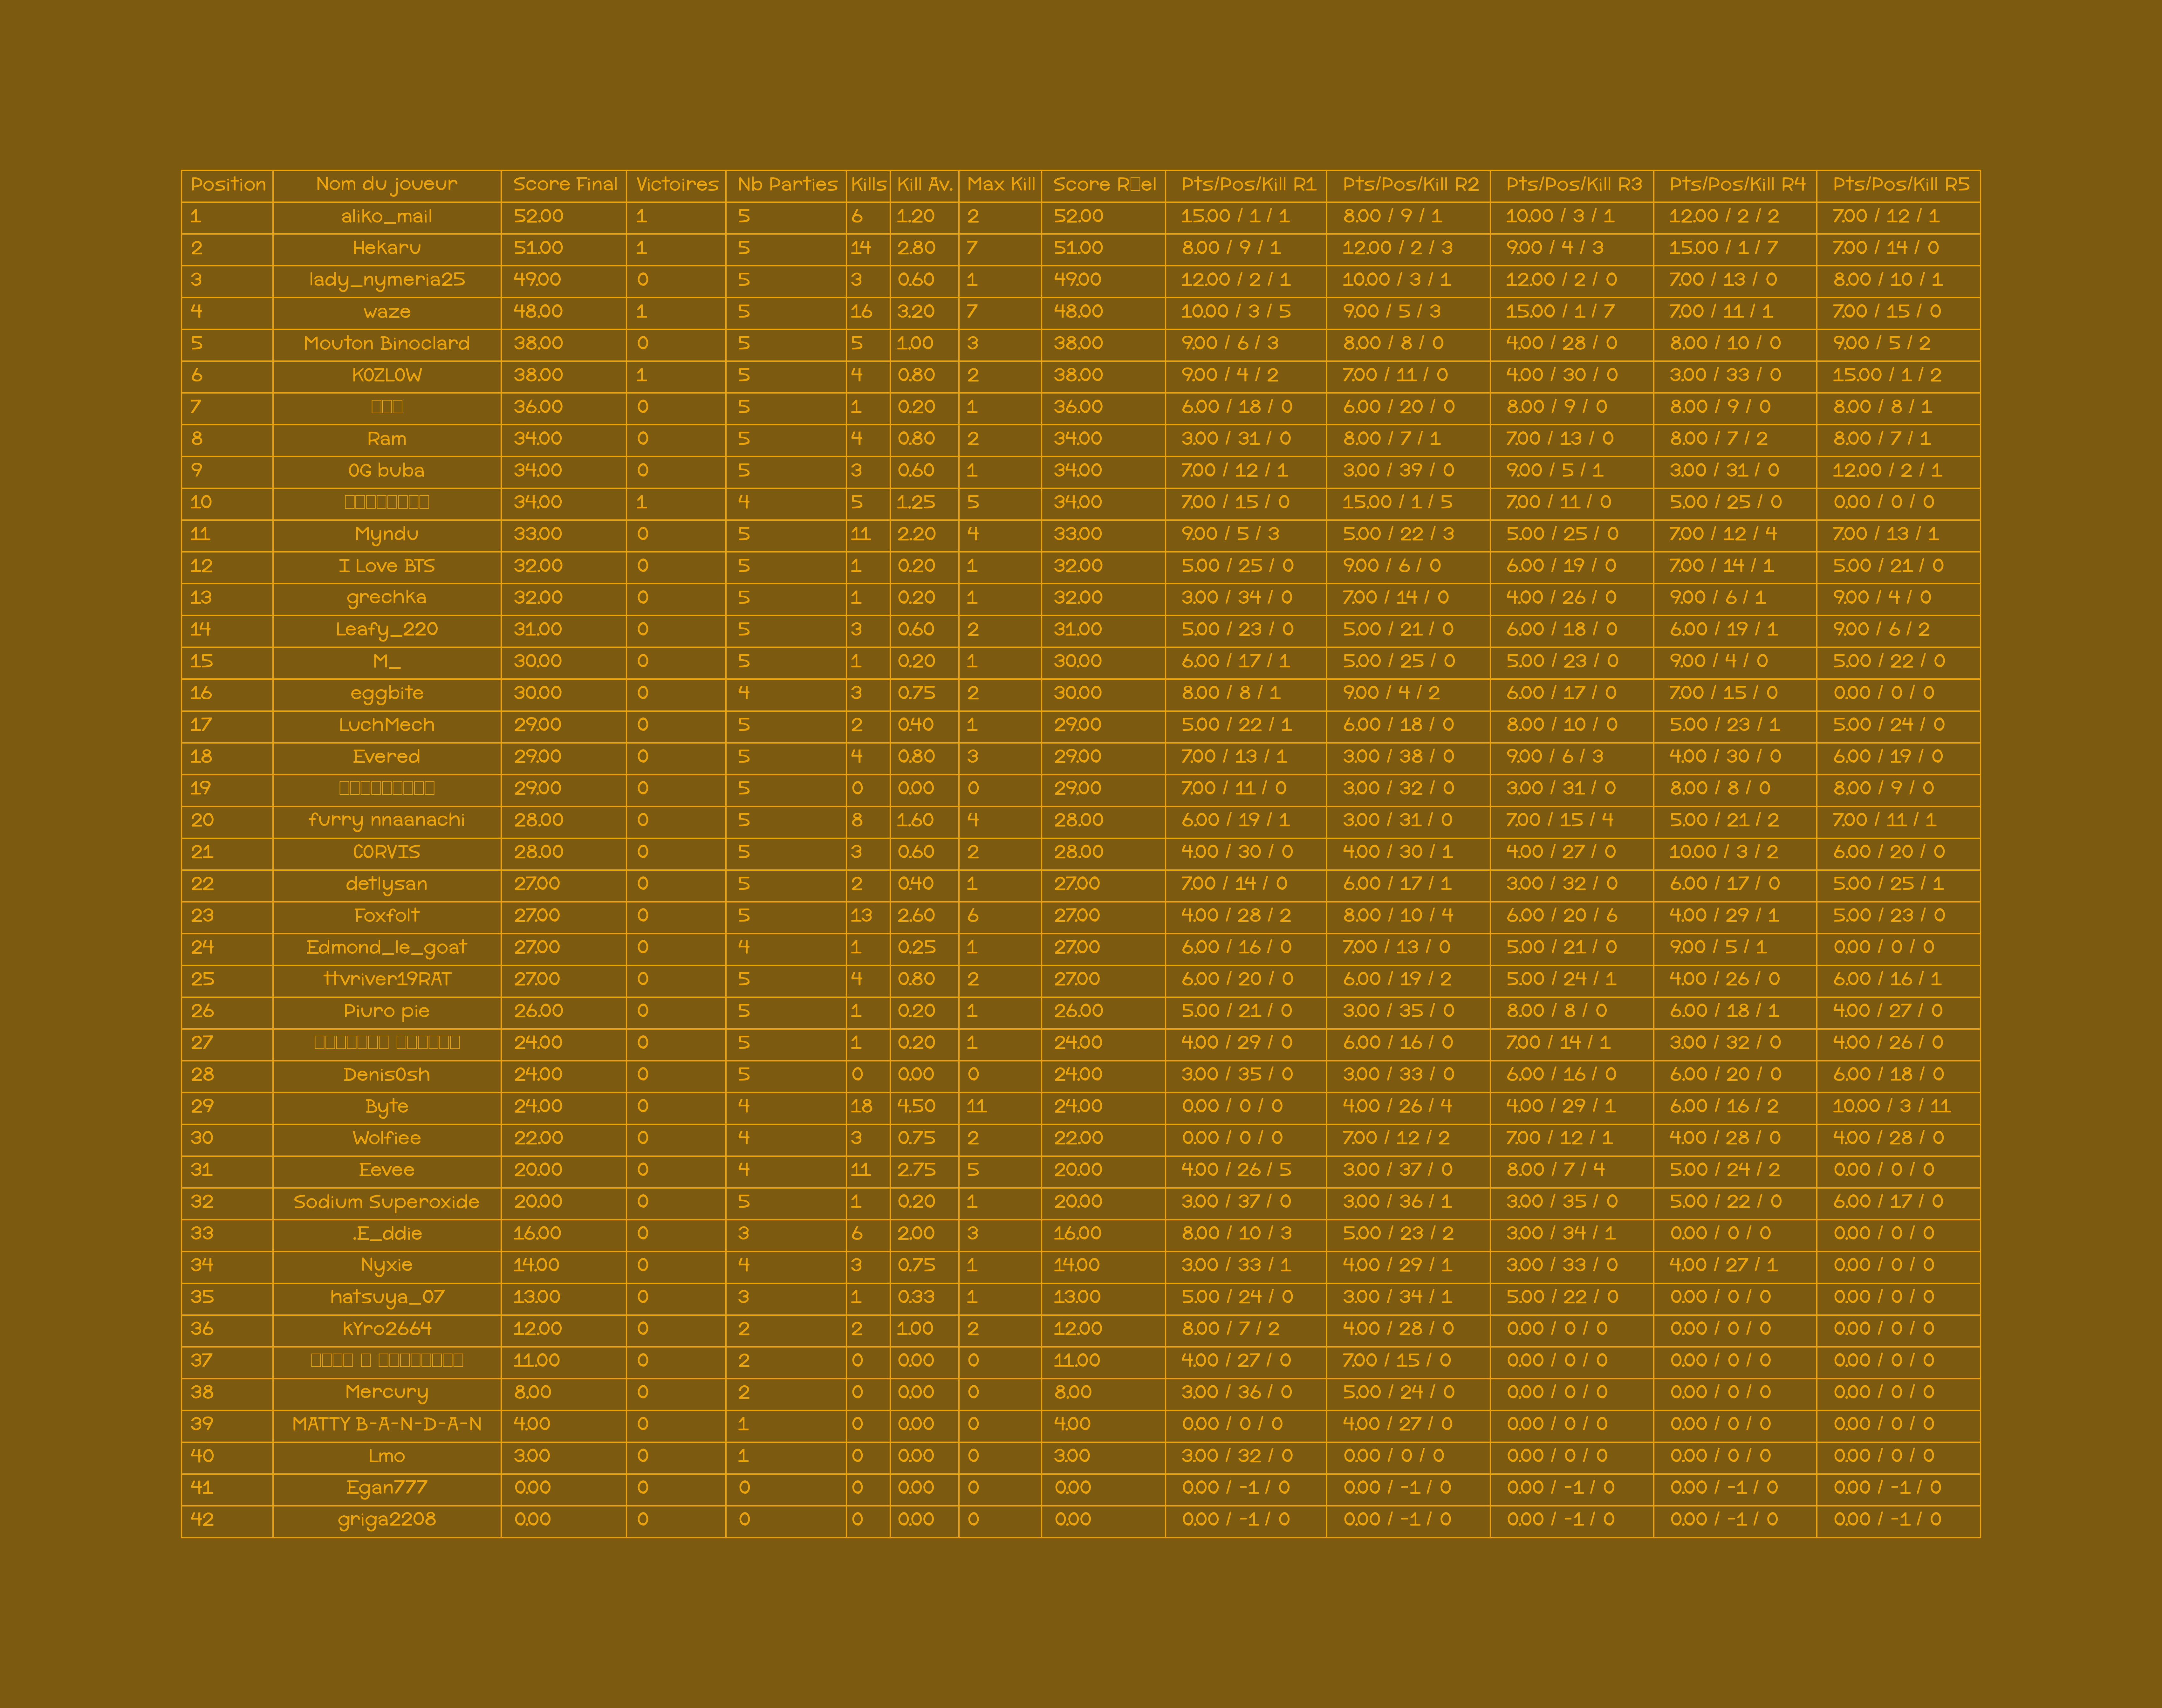 Position Nom du joueur Score Final Victoires Nb Parties Kills Kill Av. Max Kill Score R□el Pts/Pos/Kill R1 Pts/Pos/Kill R2 Pts/Pos/Kill R3 Pts/Pos/Kill R4 Pts/Pos/Kill R5
1 aliko_mail 52.00 1 5 6 1.20 2 52.00 15.00 / 1 / 1 8.00 / 9 / 1 10.00 / 3 / 1 12.00 / 2 / 2 7.00 / 12 / 1
2 Hekaru 51.00 1 5 14 2.80 7 51.00 8.00 / 9 / 1 12.00 / 2 / 3 9.00 / 4 / 3 15.00 / 1 / 7 7.00 / 14 / 0
3 lady_nymeria25 49.00 0 5 3 0.60 1 49.00 12.00 / 2 / 1 10.00 / 3 / 1 12.00 / 2 / 0 7.00 / 13 / 0 8.00 / 10 / 1
4 waze 48.00 1 5 16 3.20 7 48.00 10.00 / 3 / 5 9.00 / 5 / 3 15.00 / 1 / 7 7.00 / 11 / 1 7.00 / 15 / 0
5 Mouton Binoclard 38.00 0 5 5 1.00 3 38.00 9.00 / 6 / 3 8.00 / 8 / 0 4.00 / 28 / 0 8.00 / 10 / 0 9.00 / 5 / 2
6 K0ZL0W 38.00 1 5 4 0.80 2 38.00 9.00 / 4 / 2 7.00 / 11 / 0 4.00 / 30 / 0 3.00 / 33 / 0 15.00 / 1 / 2
7 □□□ 36.00 0 5 1 0.20 1 36.00 6.00 / 18 / 0 6.00 / 20 / 0 8.00 / 9 / 0 8.00 / 9 / 0 8.00 / 8 / 1
8 Ram 34.00 0 5 4 0.80 2 34.00 3.00 / 31 / 0 8.00 / 7 / 1 7.00 / 13 / 0 8.00 / 7 / 2 8.00 / 7 / 1
9 0G buba 34.00 0 5 3 0.60 1 34.00 7.00 / 12 / 1 3.00 / 39 / 0 9.00 / 5 / 1 3.00 / 31 / 0 12.00 / 2 / 1
10 □□□□□□□□ 34.00 1 4 5 1.25 5 34.00 7.00 / 15 / 0 15.00 / 1 / 5 7.00 / 11 / 0 5.00 / 25 / 0 0.00 / 0 / 0
11 Myndu 33.00 0 5 11 2.20 4 33.00 9.00 / 5 / 3 5.00 / 22 / 3 5.00 / 25 / 0 7.00 / 12 / 4 7.00 / 13 / 1
12 I Love BTS 32.00 0 5 1 0.20 1 32.00 5.00 / 25 / 0 9.00 / 6 / 0 6.00 / 19 / 0 7.00 / 14 / 1 5.00 / 21 / 0
13 grechka 32.00 0 5 1 0.20 1 32.00 3.00 / 34 / 0 7.00 / 14 / 0 4.00 / 26 / 0 9.00 / 6 / 1 9.00 / 4 / 0
14 Leafy_220 31.00 0 5 3 0.60 2 31.00 5.00 / 23 / 0 5.00 / 21 / 0 6.00 / 18 / 0 6.00 / 19 / 1 9.00 / 6 / 2
15 M_ 30.00 0 5 1 0.20 1 30.00 6.00 / 17 / 1 5.00 / 25 / 0 5.00 / 23 / 0 9.00 / 4 / 0 5.00 / 22 / 0
16 eggbite 30.00 0 4 3 0.75 2 30.00 8.00 / 8 / 1 9.00 / 4 / 2 6.00 / 17 / 0 7.00 / 15 / 0 0.00 / 0 / 0
17 LuchMech 29.00 0 5 2 0.40 1 29.00 5.00 / 22 / 1 6.00 / 18 / 0 8.00 / 10 / 0 5.00 / 23 / 1 5.00 / 24 / 0
18 Evered 29.00 0 5 4 0.80 3 29.00 7.00 / 13 / 1 3.00 / 38 / 0 9.00 / 6 / 3 4.00 / 30 / 0 6.00 / 19 / 0
19 □□□□□□□□□ 29.00 0 5 0 0.00 0 29.00 7.00 / 11 / 0 3.00 / 32 / 0 3.00 / 31 / 0 8.00 / 8 / 0 8.00 / 9 / 0
20 furry nnaanachi 28.00 0 5 8 1.60 4 28.00 6.00 / 19 / 1 3.00 / 31 / 0 7.00 / 15 / 4 5.00 / 21 / 2 7.00 / 11 / 1
21 C0RVIS 28.00 0 5 3 0.60 2 28.00 4.00 / 30 / 0 4.00 / 30 / 1 4.00 / 27 / 0 10.00 / 3 / 2 6.00 / 20 / 0
22 detlysan 27.00 0 5 2 0.40 1 27.00 7.00 / 14 / 0 6.00 / 17 / 1 3.00 / 32 / 0 6.00 / 17 / 0 5.00 / 25 / 1
23 Foxfolt 27.00 0 5 13 2.60 6 27.00 4.00 / 28 / 2 8.00 / 10 / 4 6.00 / 20 / 6 4.00 / 29 / 1 5.00 / 23 / 0
24 Edmond_le_goat 27.00 0 4 1 0.25 1 27.00 6.00 / 16 / 0 7.00 / 13 / 0 5.00 / 21 / 0 9.00 / 5 / 1 0.00 / 0 / 0
25 ttvriver19RAT 27.00 0 5 4 0.80 2 27.00 6.00 / 20 / 0 6.00 / 19 / 2 5.00 / 24 / 1 4.00 / 26 / 0 6.00 / 16 / 1
26 Piuro pie 26.00 0 5 1 0.20 1 26.00 5.00 / 21 / 0 3.00 / 35 / 0 8.00 / 8 / 0 6.00 / 18 / 1 4.00 / 27 / 0
27 □□□□□□□ □□□□□□ 24.00 0 5 1 0.20 1 24.00 4.00 / 29 / 0 6.00 / 16 / 0 7.00 / 14 / 1 3.00 / 32 / 0 4.00 / 26 / 0
28 Denis0sh 24.00 0 5 0 0.00 0 24.00 3.00 / 35 / 0 3.00 / 33 / 0 6.00 / 16 / 0 6.00 / 20 / 0 6.00 / 18 / 0
29 Byte 24.00 0 4 18 4.50 11 24.00 0.00 / 0 / 0 4.00 / 26 / 4 4.00 / 29 / 1 6.00 / 16 / 2 10.00 / 3 / 11
30 Wolfiee 22.00 0 4 3 0.75 2 22.00 0.00 / 0 / 0 7.00 / 12 / 2 7.00 / 12 / 1 4.00 / 28 / 0 4.00 / 28 / 0
31 Eevee 20.00 0 4 11 2.75 5 20.00 4.00 / 26 / 5 3.00 / 37 / 0 8.00 / 7 / 4 5.00 / 24 / 2 0.00 / 0 / 0
32 Sodium Superoxide 20.00 0 5 1 0.20 1 20.00 3.00 / 37 / 0 3.00 / 36 / 1 3.00 / 35 / 0 5.00 / 22 / 0 6.00 / 17 / 0
33 .E_ddie 16.00 0 3 6 2.00 3 16.00 8.00 / 10 / 3 5.00 / 23 / 2 3.00 / 34 / 1 0.00 / 0 / 0 0.00 / 0 / 0
34 Nyxie 14.00 0 4 3 0.75 1 14.00 3.00 / 33 / 1 4.00 / 29 / 1 3.00 / 33 / 0 4.00 / 27 / 1 0.00 / 0 / 0
35 hatsuya_07 13.00 0 3 1 0.33 1 13.00 5.00 / 24 / 0 3.00 / 34 / 1 5.00 / 22 / 0 0.00 / 0 / 0 0.00 / 0 / 0
36 kYro2664 12.00 0 2 2 1.00 2 12.00 8.00 / 7 / 2 4.00 / 28 / 0 0.00 / 0 / 0 0.00 / 0 / 0 0.00 / 0 / 0
37 □□□□ □ □□□□□□□□ 11.00 0 2 0 0.00 0 11.00 4.00 / 27 / 0 7.00 / 15 / 0 0.00 / 0 / 0 0.00 / 0 / 0 0.00 / 0 / 0
38 Mercury 8.00 0 2 0 0.00 0 8.00 3.00 / 36 / 0 5.00 / 24 / 0 0.00 / 0 / 0 0.00 / 0 / 0 0.00 / 0 / 0
39 MATTY B-A-N-D-A-N 4.00 0 1 0 0.00 0 4.00 0.00 / 0 / 0 4.00 / 27 / 0 0.00 / 0 / 0 0.00 / 0 / 0 0.00 / 0 / 0
40 Lmo 3.00 0 1 0 0.00 0 3.00 3.00 / 32 / 0 0.00 / 0 / 0 0.00 / 0 / 0 0.00 / 0 / 0 0.00 / 0 / 0
41 Egan777 0.00 0 0 0 0.00 0 0.00 0.00 / -1 / 0 0.00 / -1 / 0 0.00 / -1 / 0 0.00 / -1 / 0 0.00 / -1 / 0
42 griga2208 0.00 0 0 0 0.00 0 0.00 0.00 / -1 / 0 0.00 / -1 / 0 0.00 / -1 / 0 0.00 / -1 / 0 0.00 / -1 / 0